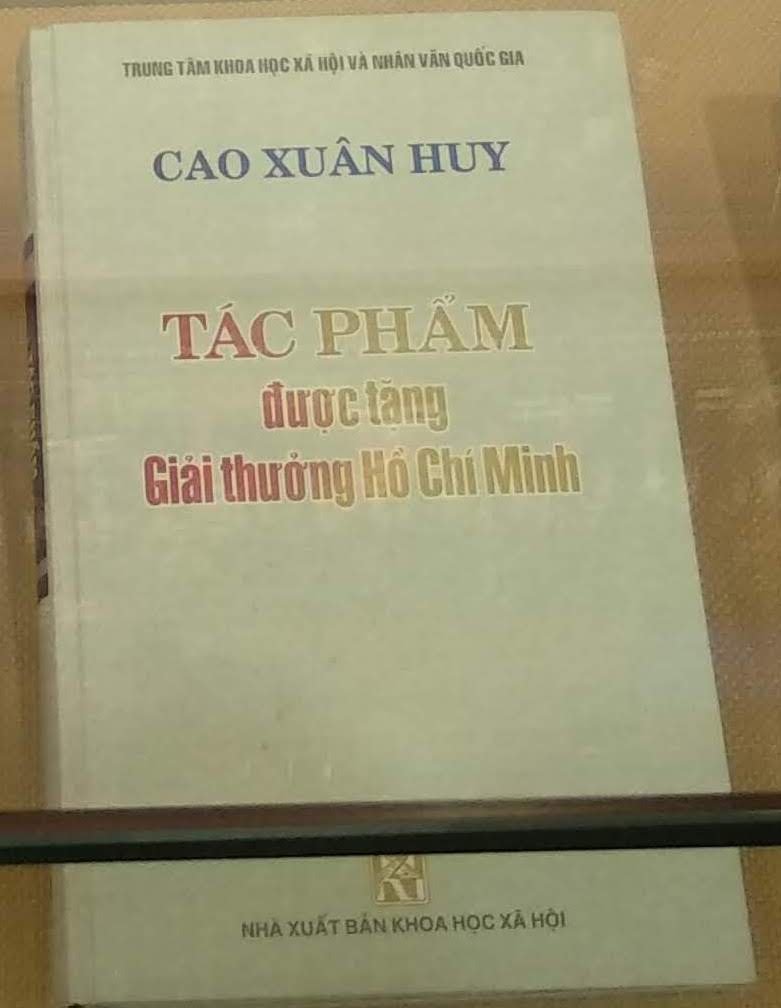 TRUNG TÂM KHOA HỌC XÃ HỘI VÀ NHÂN VĂN QUỐC GIA
CAO XUÂN HUY
TÁC PHẨM
được tặng
Giải thưởng Hồ Chí Minh
NHÀ XUẤT BẢN KHOA HỌC XÃ HỘI